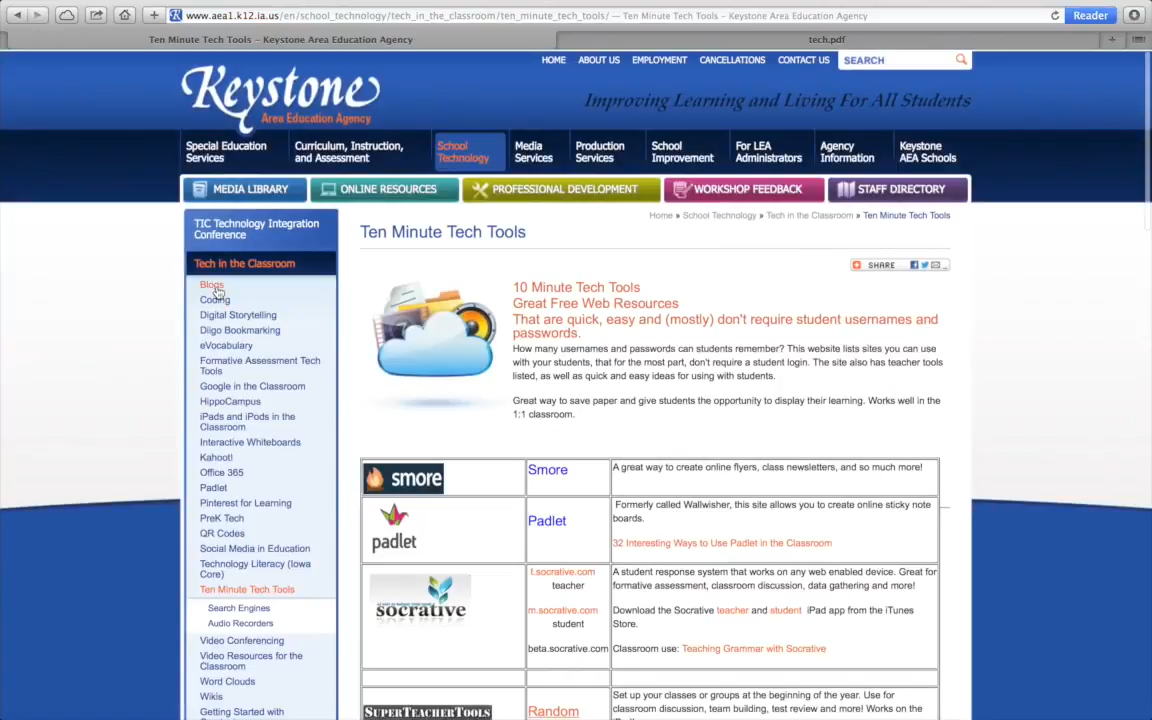 www.aea1.k12.ia.us/en/school_technology/tech_in_the_classroom/ten_minute_tech_tools/ — Ten Minute Tech Tools – Keystone Area Education Agency
Reader
Ten Minute Tech Tools – Keystone Area Education Agency
tech.pdf
HOME ABOUT US EMPLOYMENT CANCELLATIONS CONTACT US SEARCH
Keystone
Area Education Agency
Improving Learning and Living For All Students
Special Education Services
Curriculum, Instruction, and Assessment
School Technology
Media Services
Production Services
School Improvement
For LEA Administrators
Agency Information
Keystone AEA Schools
MEDIA LIBRARY ONLINE RESOURCES PROFESSIONAL DEVELOPMENT WORKSHOP FEEDBACK STAFF DIRECTORY
TIC Technology Integration
Conference
Tech in the Classroom
Blogs
Coding
Digital Storytelling
Diigo Bookmarking
eVocabulary
Formative Assessment Tech
Tools
Google in the Classroom
HippoCampus
iPads and iPods in the
Classroom
Interactive Whiteboards
Kahoot!
Office 365
Padlet
Pinterest for Learning
PreK Tech
QR Codes
Social Media in Education
Technology Literacy (Iowa
Core)
Ten Minute Tech Tools
Search Engines
Audio Recorders
Video Conferencing
Video Resources for the
Classroom
Word Clouds
Wikis
Getting Started with
Home » School Technology » Tech in the Classroom » Ten Minute Tech Tools
Ten Minute Tech Tools
SHARE
10 Minute Tech Tools
Great Free Web Resources
That are quick, easy and (mostly) don't require student usernames and
passwords.
How many usernames and passwords can students remember? This website lists sites you can use
with your students, that for the most part, don't require a student login. The site also has teacher tools
listed, as well as quick and easy ideas for using with students.
Great way to save paper and give students the opportunity to display their learning. Works well in the
1:1 classroom.
smore
Smore
A great way to create online flyers, class newsletters, and so much more!
padlet
Padlet
Formerly called Wallwisher, this site allows you to create online sticky note
boards.
32 Interesting Ways to Use Padlet in the Classroom
socrative
t.socrative.com
teacher
m.socrative.com
student
beta.socrative.com
A student response system that works on any web enabled device. Great for
formative assessment, classroom discussion, data gathering and more!
Download the Socrative teacher and student iPad app from the iTunes
Store.
Classroom use: Teaching Grammar with Socrative
SUPERTEACHERTOOLS
Random
Set up your classes or groups at the beginning of the year. Use for
classroom discussion, team building, test review and more! Works on the